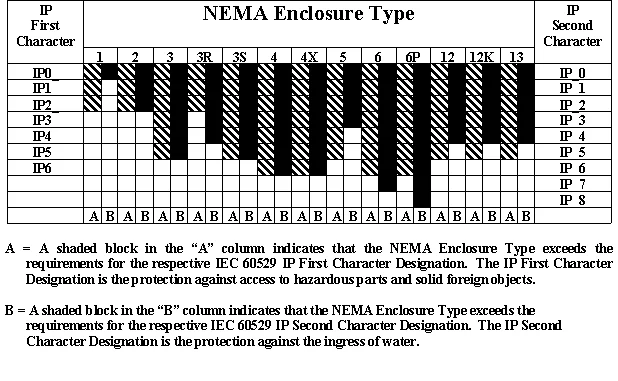 IP First Character NEMA Enclosure Type IP Second Character
1 2 3 3R 3S 4 4X 5 6 6P 12 12K 13
IP0_ IP_0
IP1 IP_1
IP2_ IP_2
IP3 IP_3
IP4 IP_4
IP5 IP_5
IP6 IP_6
IP_7
IP_8
A B A B A B A B A B A B A B A B A B A B A B A B A B
A = A shaded block in the “A” column indicates that the NEMA Enclosure Type exceeds the
requirements for the respective IEC 60529 IP First Character Designation. The IP First Character
Designation is the protection against access to hazardous parts and solid foreign objects.
B = A shaded block in the “B” column indicates that the NEMA Enclosure Type exceeds the
requirements for the respective IEC 60529 IP Second Character Designation. The IP Second
Character Designation is the protection against the ingress of water.